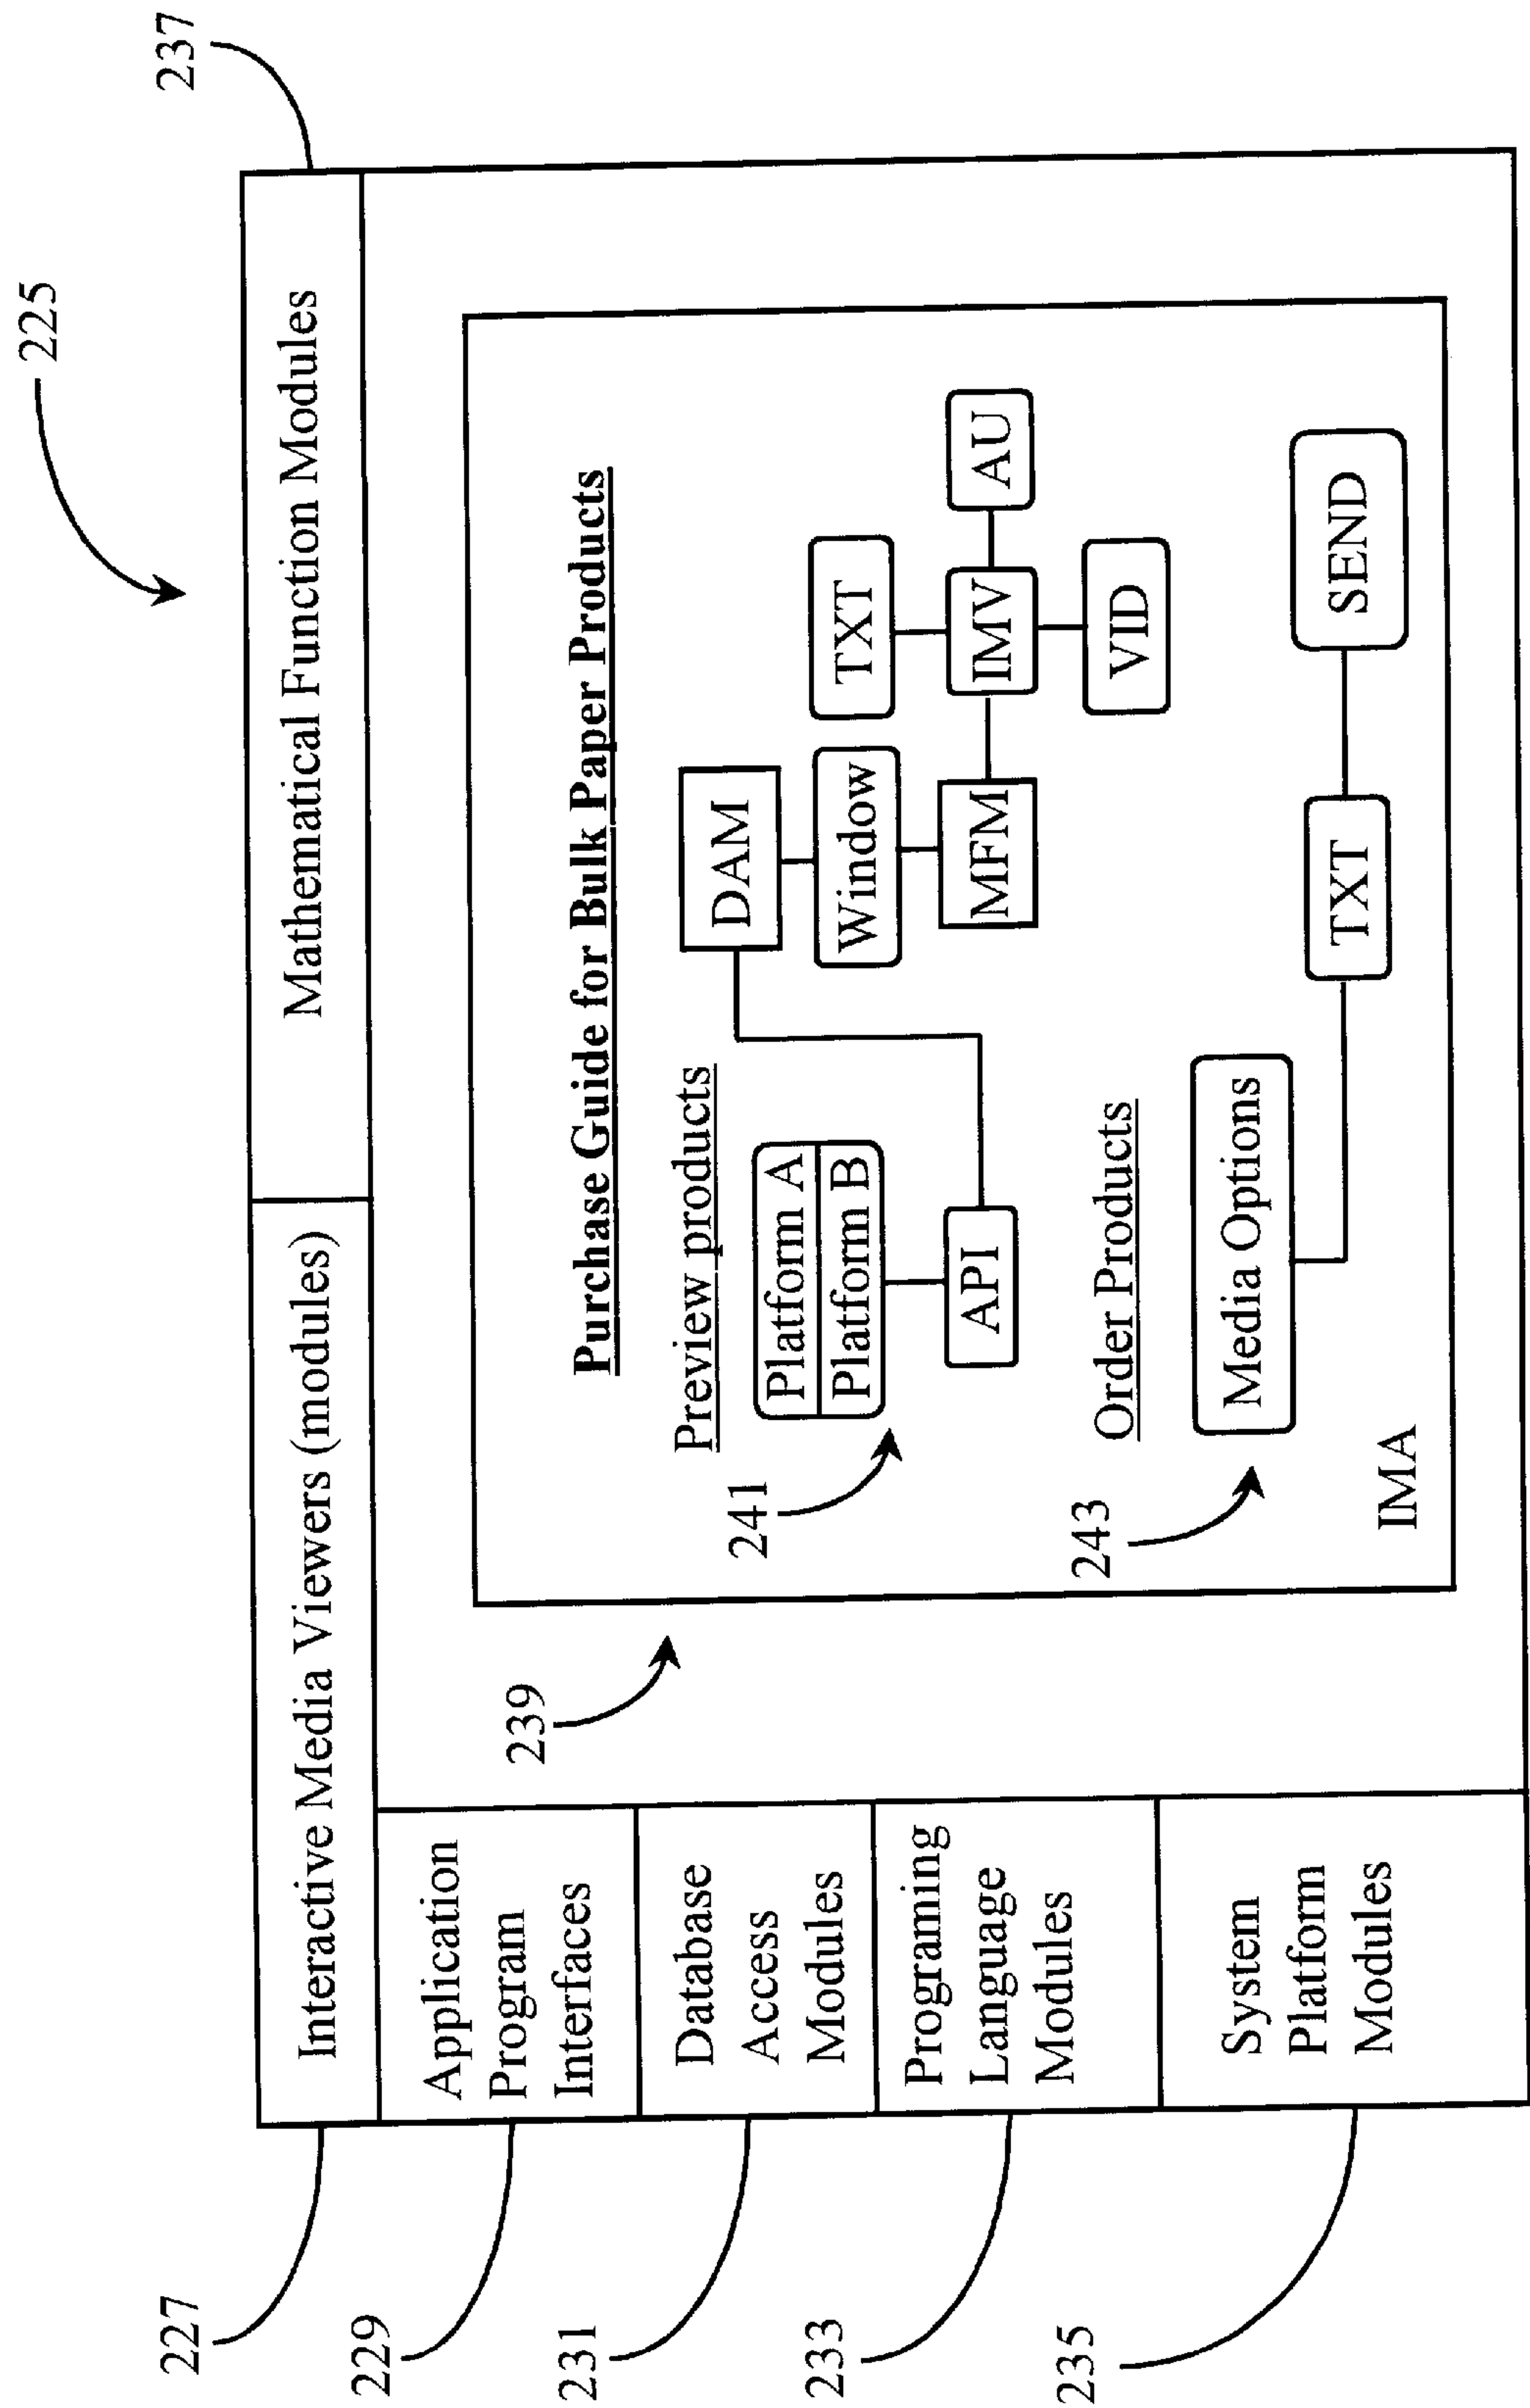 225
237
227
Interactive Media Viewers (modules)
Mathematical Function Modules
229
Application
Program
Interfaces
231
Database
Access
Modules
233
Programing
Language
Modules
235
System
Platform
Modules
239
Purchase Guide for Bulk Paper Products
Preview products
241
Platform A
Platform B
API
DAM
Window
MFM
TXT
IMV
AU
VID
Order Products
243
Media Options
TXT
SEND
IMA